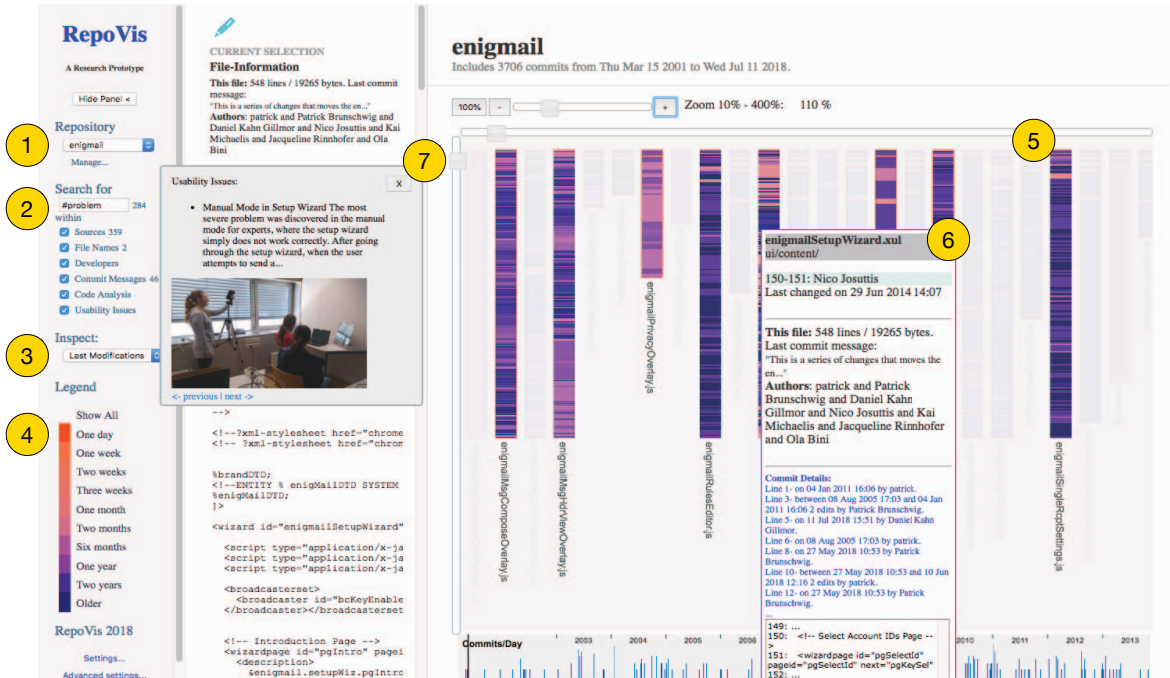 RepoVis
A Research Prototype
Hide Panel <
1
Repository
enigmail
Manage...
2
Search for
#problem 284
within
Sources 359
File Names 2
Developers
Commit Messages 46
Code Analysis
Usability Issues
3
Inspect:
Last Modifications
Legend
4
Show All
One day
One week
Two weeks
Three weeks
One month
Two months
Six months
One year
Two years
Older
RepoVis 2018
Settings...
Advanced settings...
CURRENT SELECTION
File-Information
This file: 548 lines / 19265 bytes. Last commit
message:
"This is a series of changes that moves the en..."
Authors: patrick and Patrick Brunschwig and
Daniel Kahn Gillmor and Nico Josuttis and Kai
Michaelis and Jacqueline Rinnhofer and Ola
Bini
7
Usability Issues:
X
• Manual Mode in Setup Wizard The most
severe problem was discovered in the manual
mode for experts, where the setup wizard
simply does not work correctly. After going
through the setup wizard, when the user
attempts to send a...
<- previous | next ->
-->
<!--?xml-stylesheet href="chrome
<!-- ?xml-stylesheet href="chrom
%brandDTD;
<!--ENTITY % enigMailDTD SYSTEM
%enigMailDTD;
]>
<wizard id="enigmailSetupWizard"
<script type="application/x-ja
<script type="application/x-ja
<script type="application/x-ja
<broadcasterset>
<broadcaster id="bcKeyEnable
</broadcaster></broadcasterset
<!-- Introduction Page -->
<wizardpage id="pgIntro" pagei
<description>
&enigmail.setupWiz.pgIntro
enigmail
Includes 3706 commits from Thu Mar 15 2001 to Wed Jul 11 2018.
100% - + Zoom 10% - 400%: 110 %
5
enigmailMsgComposeOverlay.js
enigmailMsgHdrViewOverlay.js
enigmailPrivacyOverlay.js
enigmailRulesEditor.js
enigmailSingleRcptSettings.js
6
enigmailSetupWizard.xul
ui/content/
150-151: Nico Josuttis
Last changed on 29 Jun 2014 14:07
This file: 548 lines / 19265 bytes.
Last commit message:
"This is a series of changes that moves the
en..."
Authors: patrick and Patrick
Brunschwig and Daniel Kahn
Gillmor and Nico Josuttis and Kai
Michaelis and Jacqueline Rinnhofer
and Ola Bini
Commit Details:
Line 1- on 04 Jan 2011 16:06 by patrick.
Line 3- between 08 Aug 2005 17:03 and 04 Jan
2011 16:06 2 edits by Patrick Brunschvig.
Line 5- on 11 Jul 2018 15:51 by Daniel Kahn
Gillmor.
Line 6- on 08 Aug 2005 17:03 by patrick.
Line 8- on 27 May 2018 10:53 by Patrick
Brunschwig.
Line 10- between 27 May 2018 10:53 and 10 Jun
2018 12:16 2 edits by patrick.
Line 12- on 27 May 2018 10:53 by Patrick
Brunschwig.
...
149: ...
150: <!-- Select Account IDs Page --
>
151: <wizardpage id="pgSelectId"
pageid="pgSelectId" next="pgKeySel"
152: ...
Commits/Day
2003 2004 2005 2006 2010 2011 2012 2013